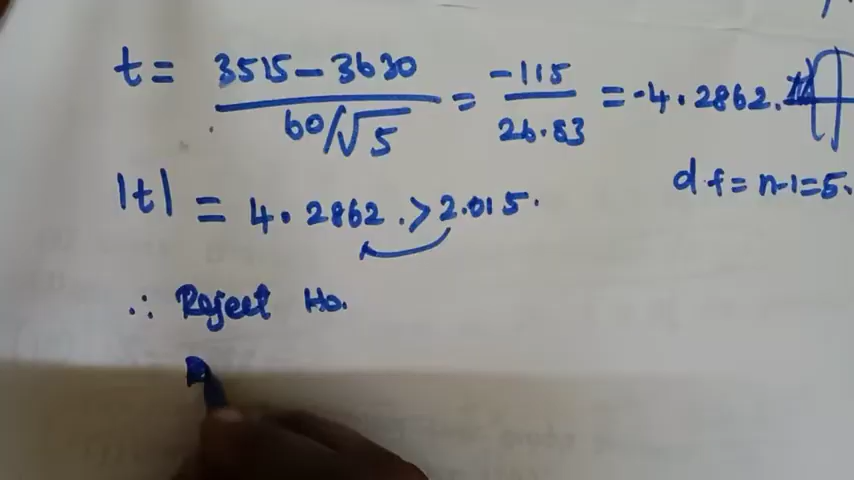 t = 3515 - 3630 / 60/√5 = -115 / 26.83 = -4.2862.
d.f = n-1 = 5.
|t| = 4.2862. > 2.015.
∴ Reject Ho.